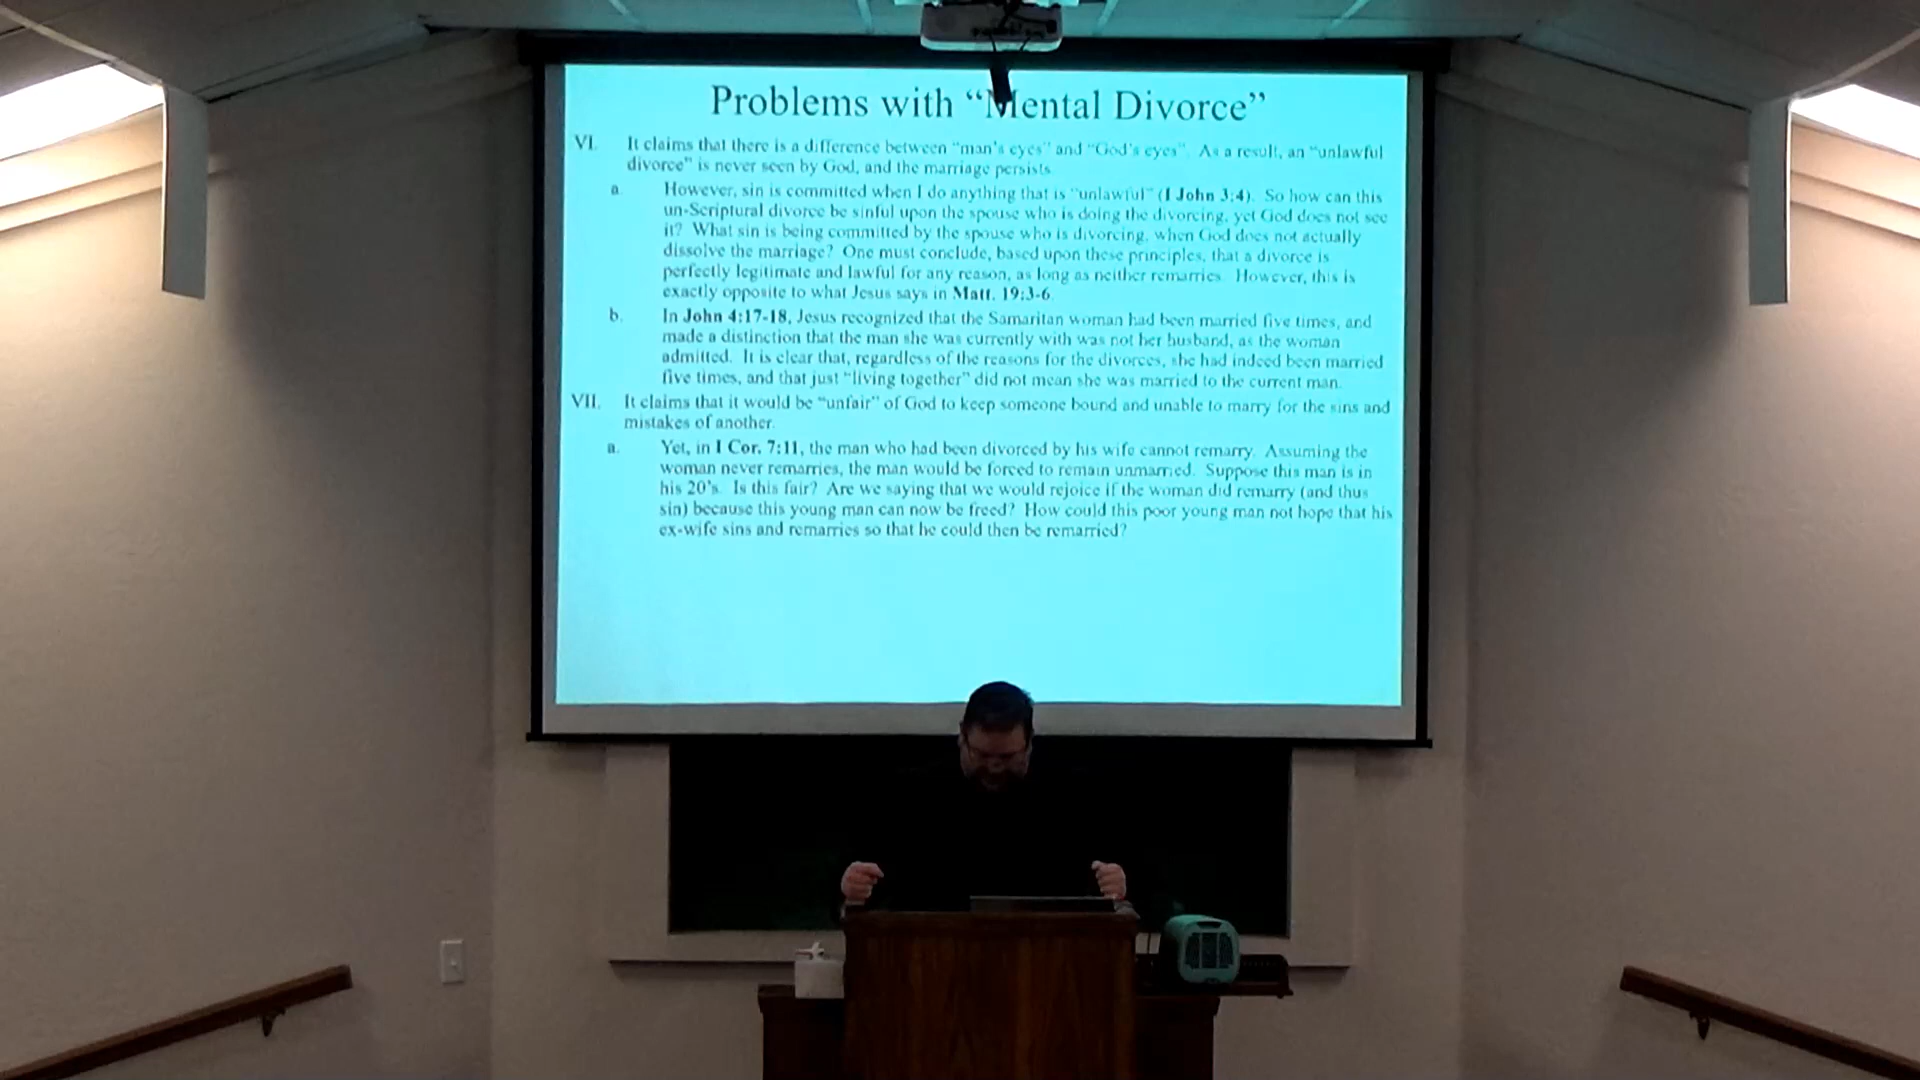 Problems with “Mental Divorce”
VI. It claims that there is a difference between “man’s eyes” and “God’s eyes”. As a result, an “unlawful
divorce” is never seen by God, and the marriage persists.
a. However, sin is committed when I do anything that is “unlawful” (I John 3:4). So how can this
un-Scriptural divorce be sinful upon the spouse who is doing the divorcing, yet God does not see
it? What sin is being committed by the spouse who is divorcing, when God does not actually
dissolve the marriage? One must conclude, based upon these principles, that a divorce is
perfectly legitimate and lawful for any reason, as long as neither remarries. However, this is
exactly opposite to what Jesus says in Matt. 19:3-6.
b. In John 4:17-18, Jesus recognized that the Samaritan woman had been married five times, and
made a distinction that the man she was currently with was not her husband, as the woman
admitted. It is clear that, regardless of the reasons for the divorces, she had indeed been married
five times, and that just “living together” did not mean she was married to the current man.
VII. It claims that it would be “unfair” of God to keep someone bound and unable to marry for the sins and
mistakes of another.
a. Yet, in I Cor. 7:11, the man who had been divorced by his wife cannot remarry. Assuming the
woman never remarries, the man would be forced to remain unmarried. Suppose this man is in
his 20’s. Is this fair? Are we saying that we would rejoice if the woman did remarry (and thus
sin) because this young man can now be freed? How could this poor young man not hope that his
ex-wife sins and remarries so that he could then be remarried?